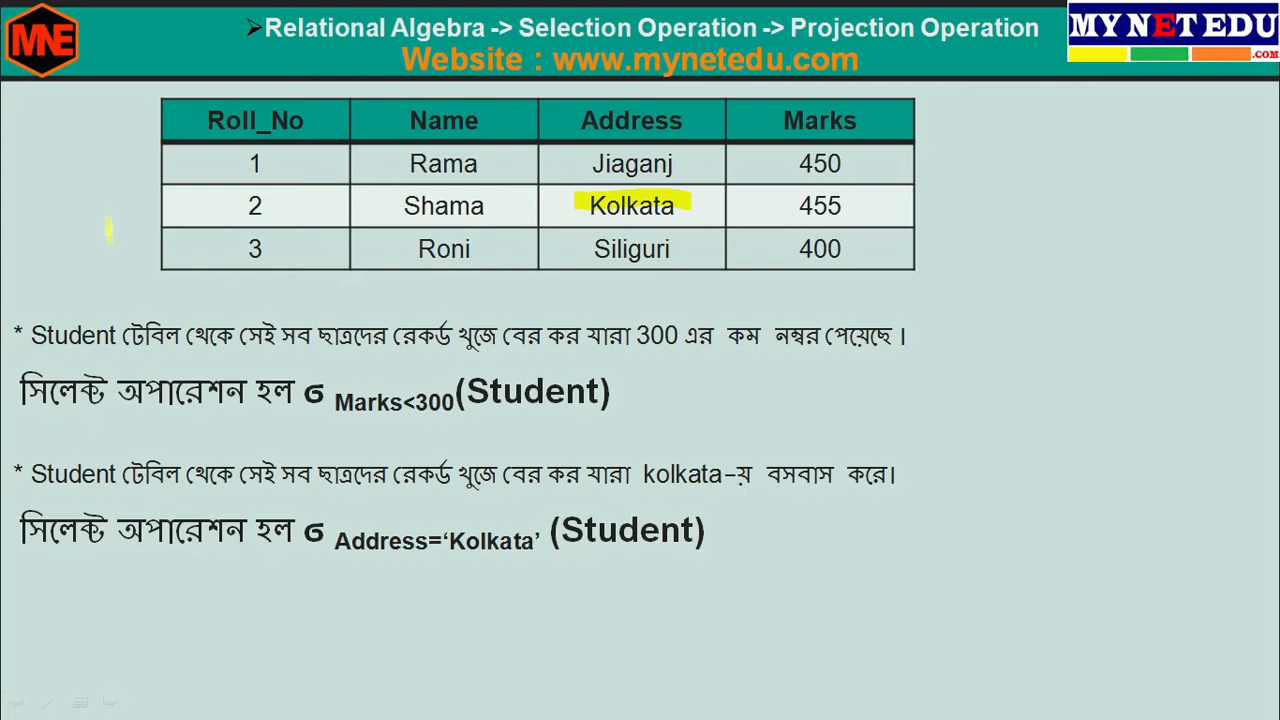 MNE
➢Relational Algebra -> Selection Operation -> Projection Operation
Website : www.mynetedu.com
MY NET EDU
.COM
Roll_No Name Address Marks
1 Rama Jiaganj 450
2 Shama Kolkata 455
3 Roni Siliguri 400
* Student টেবিল থেকে সেই সব ছাত্রদের রেকর্ড খুজে বের কর যারা 300 এর কম নম্বর পেয়েছে ।
সিলেক্ট অপারেশন হল σ Marks<300(Student)
* Student টেবিল থেকে সেই সব ছাত্রদের রেকর্ড খুজে বের কর যারা kolkata-য় বসবাস করে।
সিলেক্ট অপারেশন হল σ Address=‘Kolkata’ (Student)